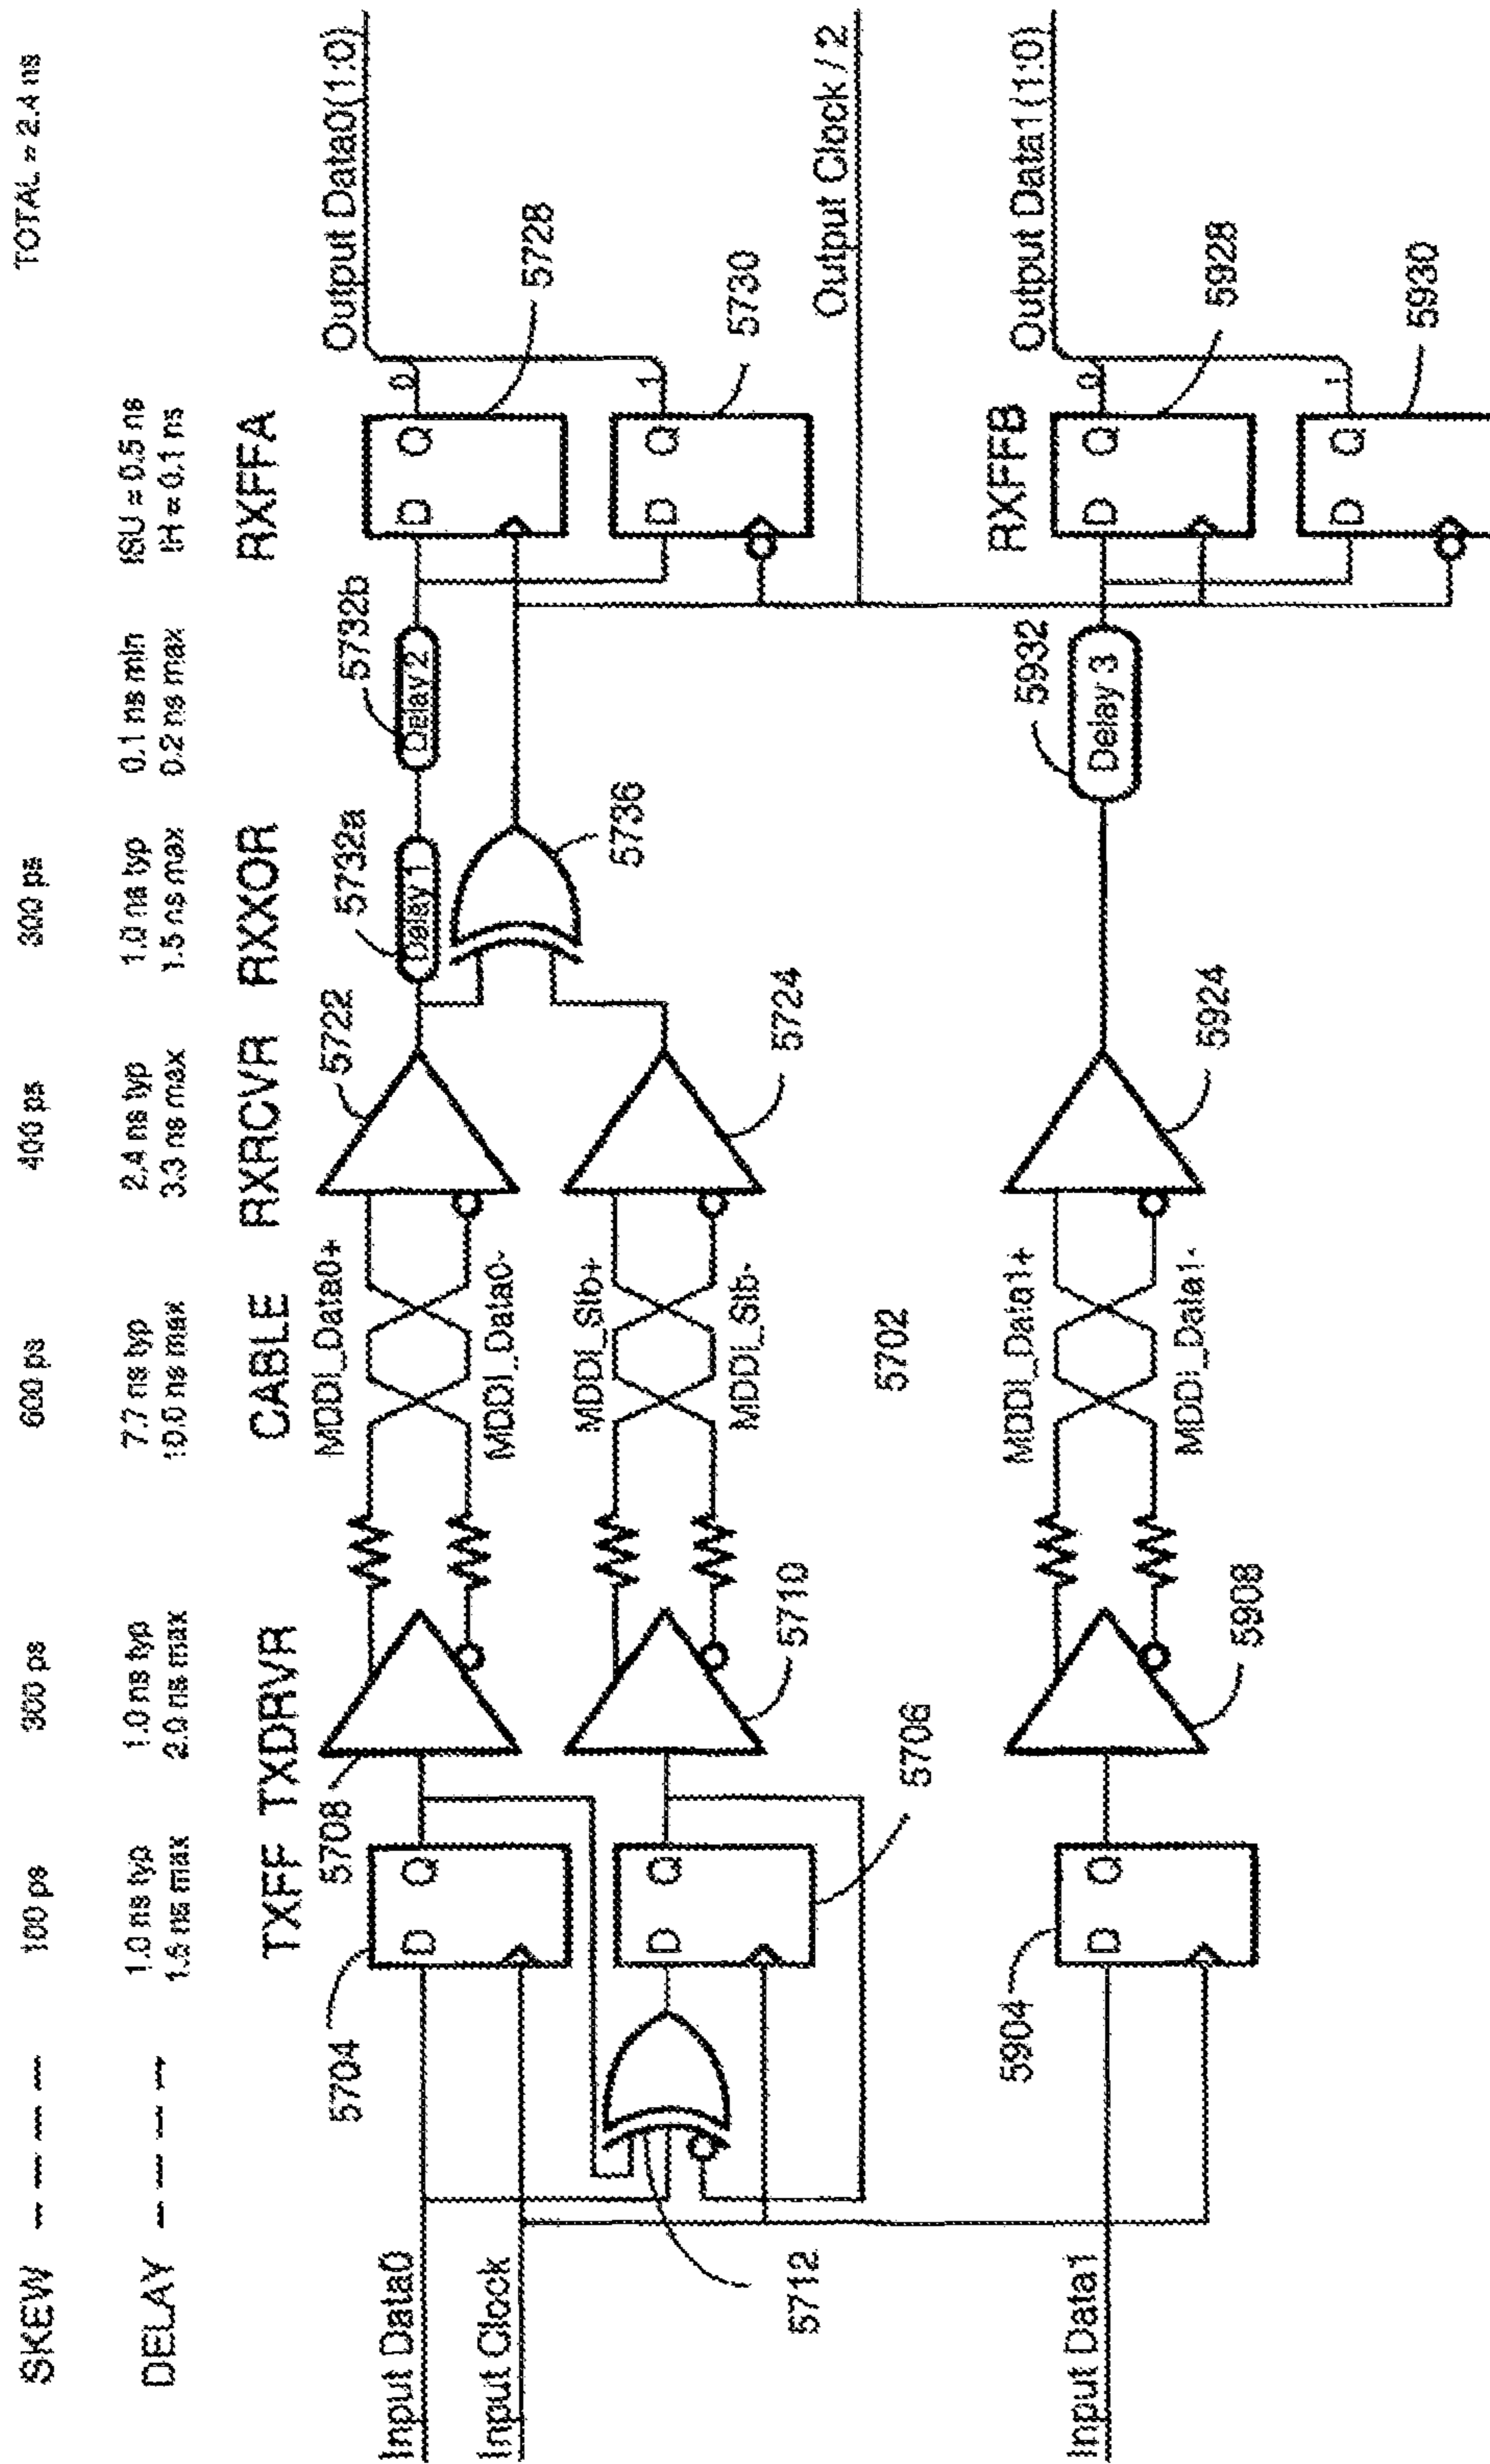 SKEW 100 ps 300 ps 600 ps 400 ps 300 ps TOTAL = 2.4 ns
DELAY 1.0 ns typ 1.0 ns typ 7.7 ns typ 2.4 ns typ 1.0 ns typ 0.1 ns min tSU = 0.5 ns
max 2.0 ns max 10.0 ns max 3.3 ns max 1.5 ns max 0.2 ns max tH = 0.1 ns
TXFF TXDRVR CABLE RXRCVR RXXOR RXFFA
Input Data0
Input Clock
5704
D Q
5708
MDDI_Data0+
MDDI_Data0-
5722
5732a
Delay 1
5732b
Delay 2
D Q
0
Output Data0(1:0)
5728
5712
D Q
5706
5710
MDDI_Stb+
MDDI_Stb-
5724
5736
D Q
1
5730
5702
Output Clock / 2
Input Data1
5904
D Q
5908
MDDI_Data1+
MDDI_Data1-
5924
5932
Delay 3
RXFFB
D Q
0
Output Data1(1:0)
5928
D Q
1
5930